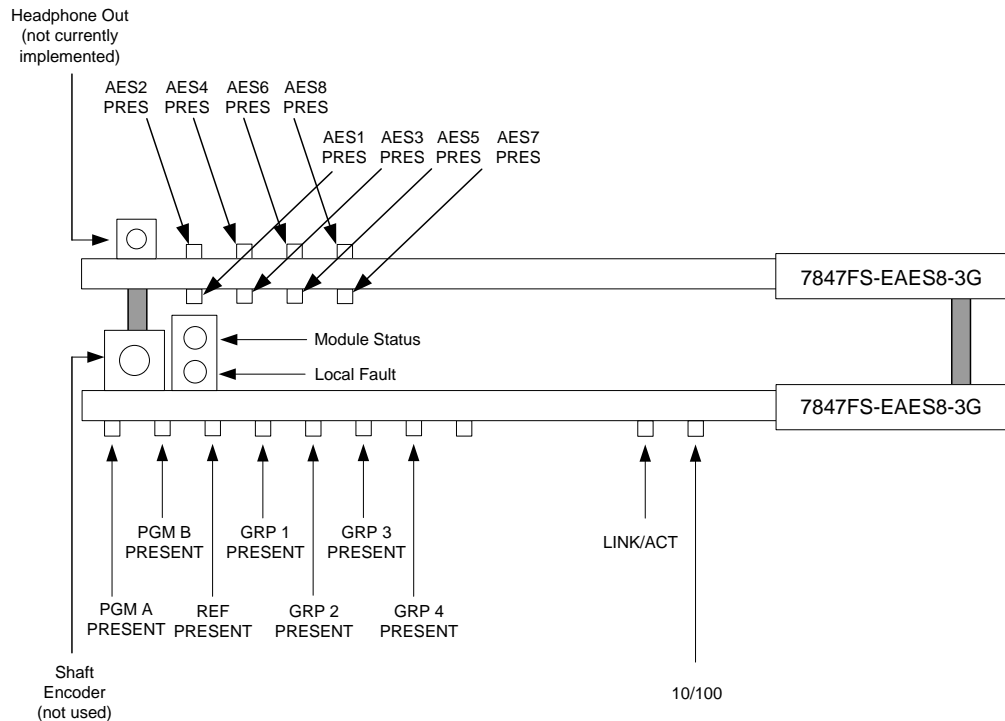 Headphone Out
(not currently
implemented)
AES2
PRES
AES4
PRES
AES6
PRES
AES8
PRES
AES1
PRES
AES3
PRES
AES5
PRES
AES7
PRES
7847FS-EAES8-3G
Module Status
Local Fault
7847FS-EAES8-3G
PGM B
PRESENT
GRP 1
PRESENT
GRP 3
PRESENT
LINK/ACT
PGM A
PRESENT
REF
PRESENT
GRP 2
PRESENT
GRP 4
PRESENT
Shaft
Encoder
(not used)
10/100